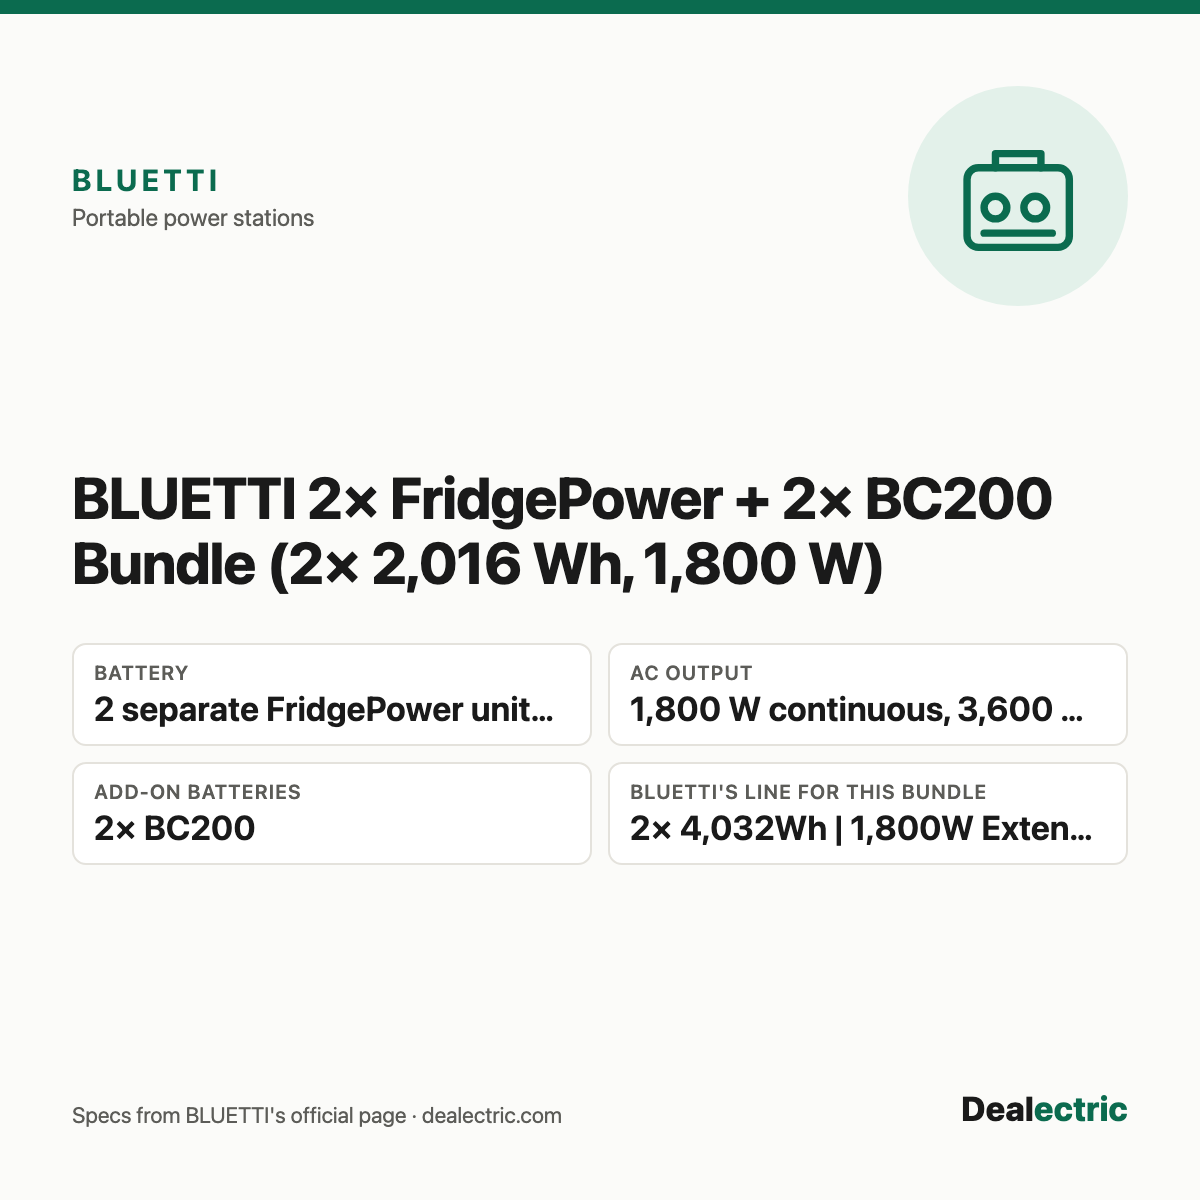 BLUETTI
Portable power stations
BLUETTI 2× FridgePower + 2× BC200
Bundle (2× 2,016 Wh, 1,800 W)
BATTERY
2 separate FridgePower unit...
AC OUTPUT
1,800 W continuous, 3,600 ...
ADD-ON BATTERIES
2× BC200
BLUETTI'S LINE FOR THIS BUNDLE
2× 4,032Wh | 1,800W Exten...
Specs from BLUETTI's official page · dealectric.com
Dealectric